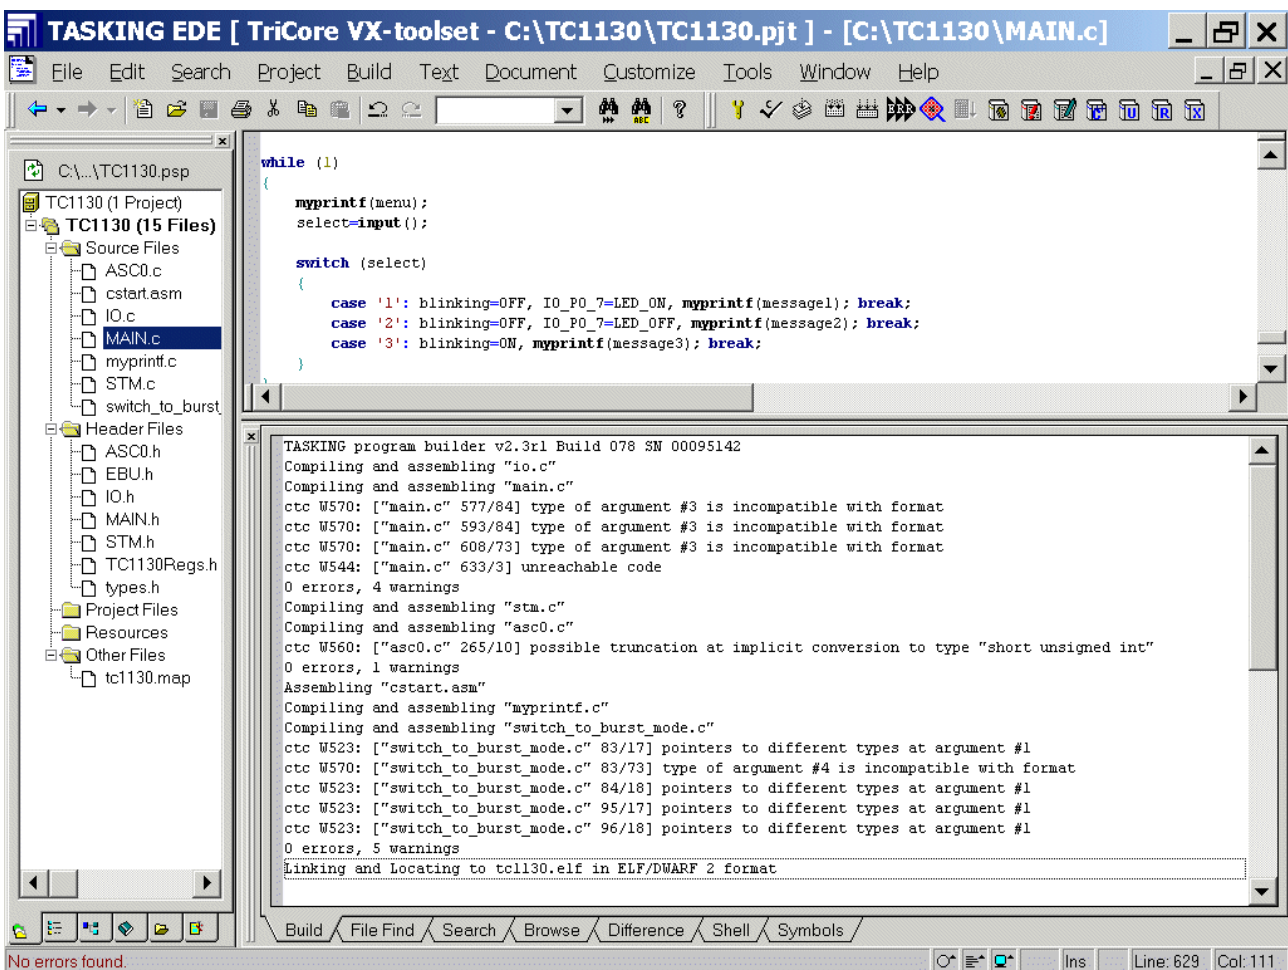 TASKING EDE [ TriCore VX-toolset - C:\TC1130\TC1130.pjt ] - [C:\TC1130\MAIN.c]
File Edit Search Project Build Text Document Customize Tools Window Help
C:\...\TC1130.psp
TC1130 (1 Project)
TC1130 (15 Files)
Source Files
ASC0.c
cstart.asm
IO.c
MAIN.c
myprintf.c
STM.c
switch_to_burst_
Header Files
ASC0.h
EBU.h
IO.h
MAIN.h
STM.h
TC1130Regs.h
types.h
Project Files
Resources
Other Files
tc1130.map
while (1)
{
myprintf(menu);
select=input();
switch (select)
{
case '1': blinking=OFF, IO_P0_7=LED_ON, myprintf(message1); break;
case '2': blinking=OFF, IO_P0_7=LED_OFF, myprintf(message2); break;
case '3': blinking=ON, myprintf(message3); break;
}
}
TASKING program builder v2.3r1 Build 078 SN 00095142
Compiling and assembling "io.c"
Compiling and assembling "main.c"
ctc W570: ["main.c" 577/84] type of argument #3 is incompatible with format
ctc W570: ["main.c" 593/84] type of argument #3 is incompatible with format
ctc W570: ["main.c" 608/73] type of argument #3 is incompatible with format
ctc W544: ["main.c" 633/3] unreachable code
0 errors, 4 warnings
Compiling and assembling "stm.c"
Compiling and assembling "asc0.c"
ctc W560: ["asc0.c" 265/10] possible truncation at implicit conversion to type "short unsigned int"
0 errors, 1 warnings
Assembling "cstart.asm"
Compiling and assembling "myprintf.c"
Compiling and assembling "switch_to_burst_mode.c"
ctc W523: ["switch_to_burst_mode.c" 83/17] pointers to different types at argument #1
ctc W570: ["switch_to_burst_mode.c" 83/73] type of argument #4 is incompatible with format
ctc W523: ["switch_to_burst_mode.c" 84/18] pointers to different types at argument #1
ctc W523: ["switch_to_burst_mode.c" 95/17] pointers to different types at argument #1
ctc W523: ["switch_to_burst_mode.c" 96/18] pointers to different types at argument #1
0 errors, 5 warnings
Linking and Locating to tc1130.elf in ELF/DWARF 2 format
Build File Find Search Browse Difference Shell Symbols
No errors found. Ins Line: 629 Col: 111